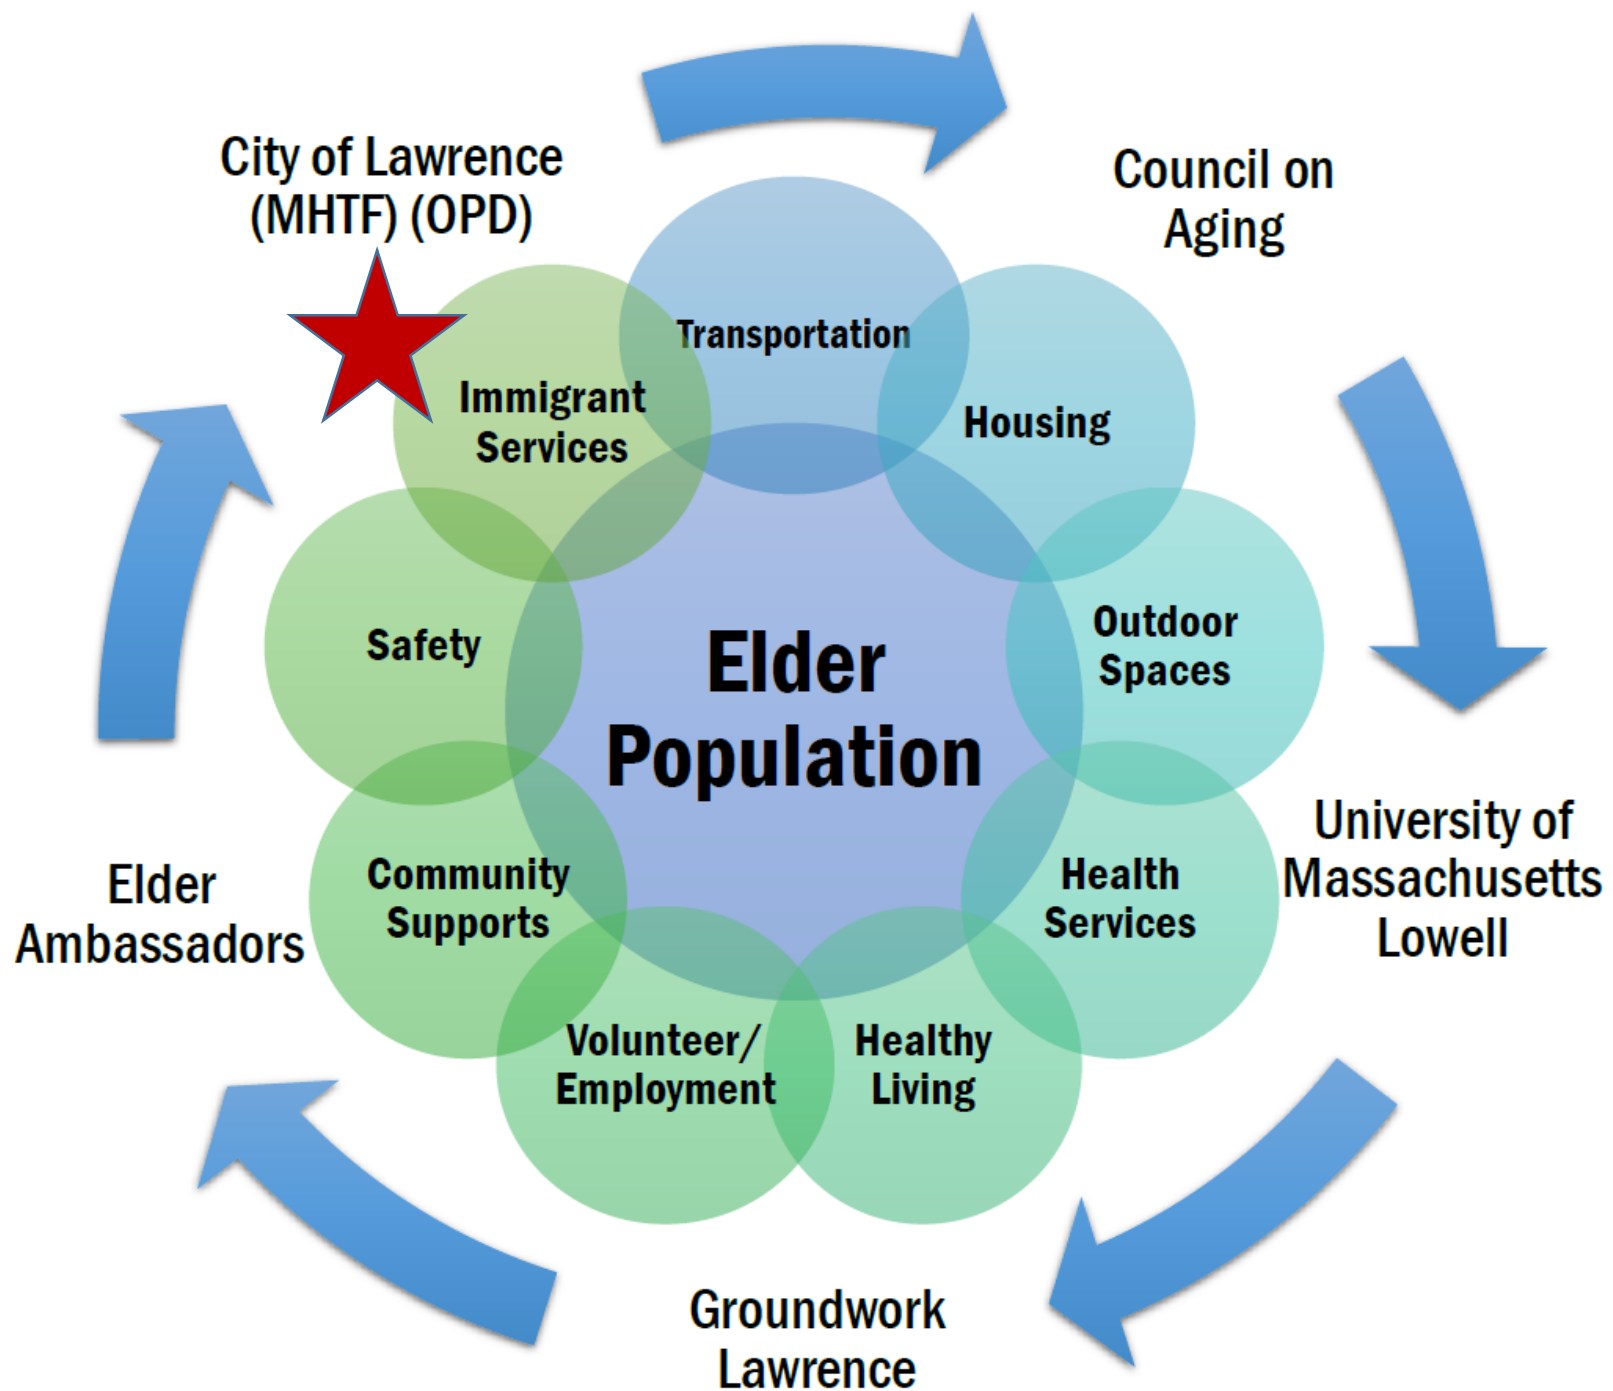 City of Lawrence
(MHTF) (OPD)
Council on
Aging
Transportation
Immigrant
Services
Housing
Safety
Outdoor
Spaces
Elder
Population
Community
Supports
Health
Services
University of
Massachusetts
Lowell
Elder
Ambassadors
Volunteer/
Employment
Healthy
Living
Groundwork
Lawrence